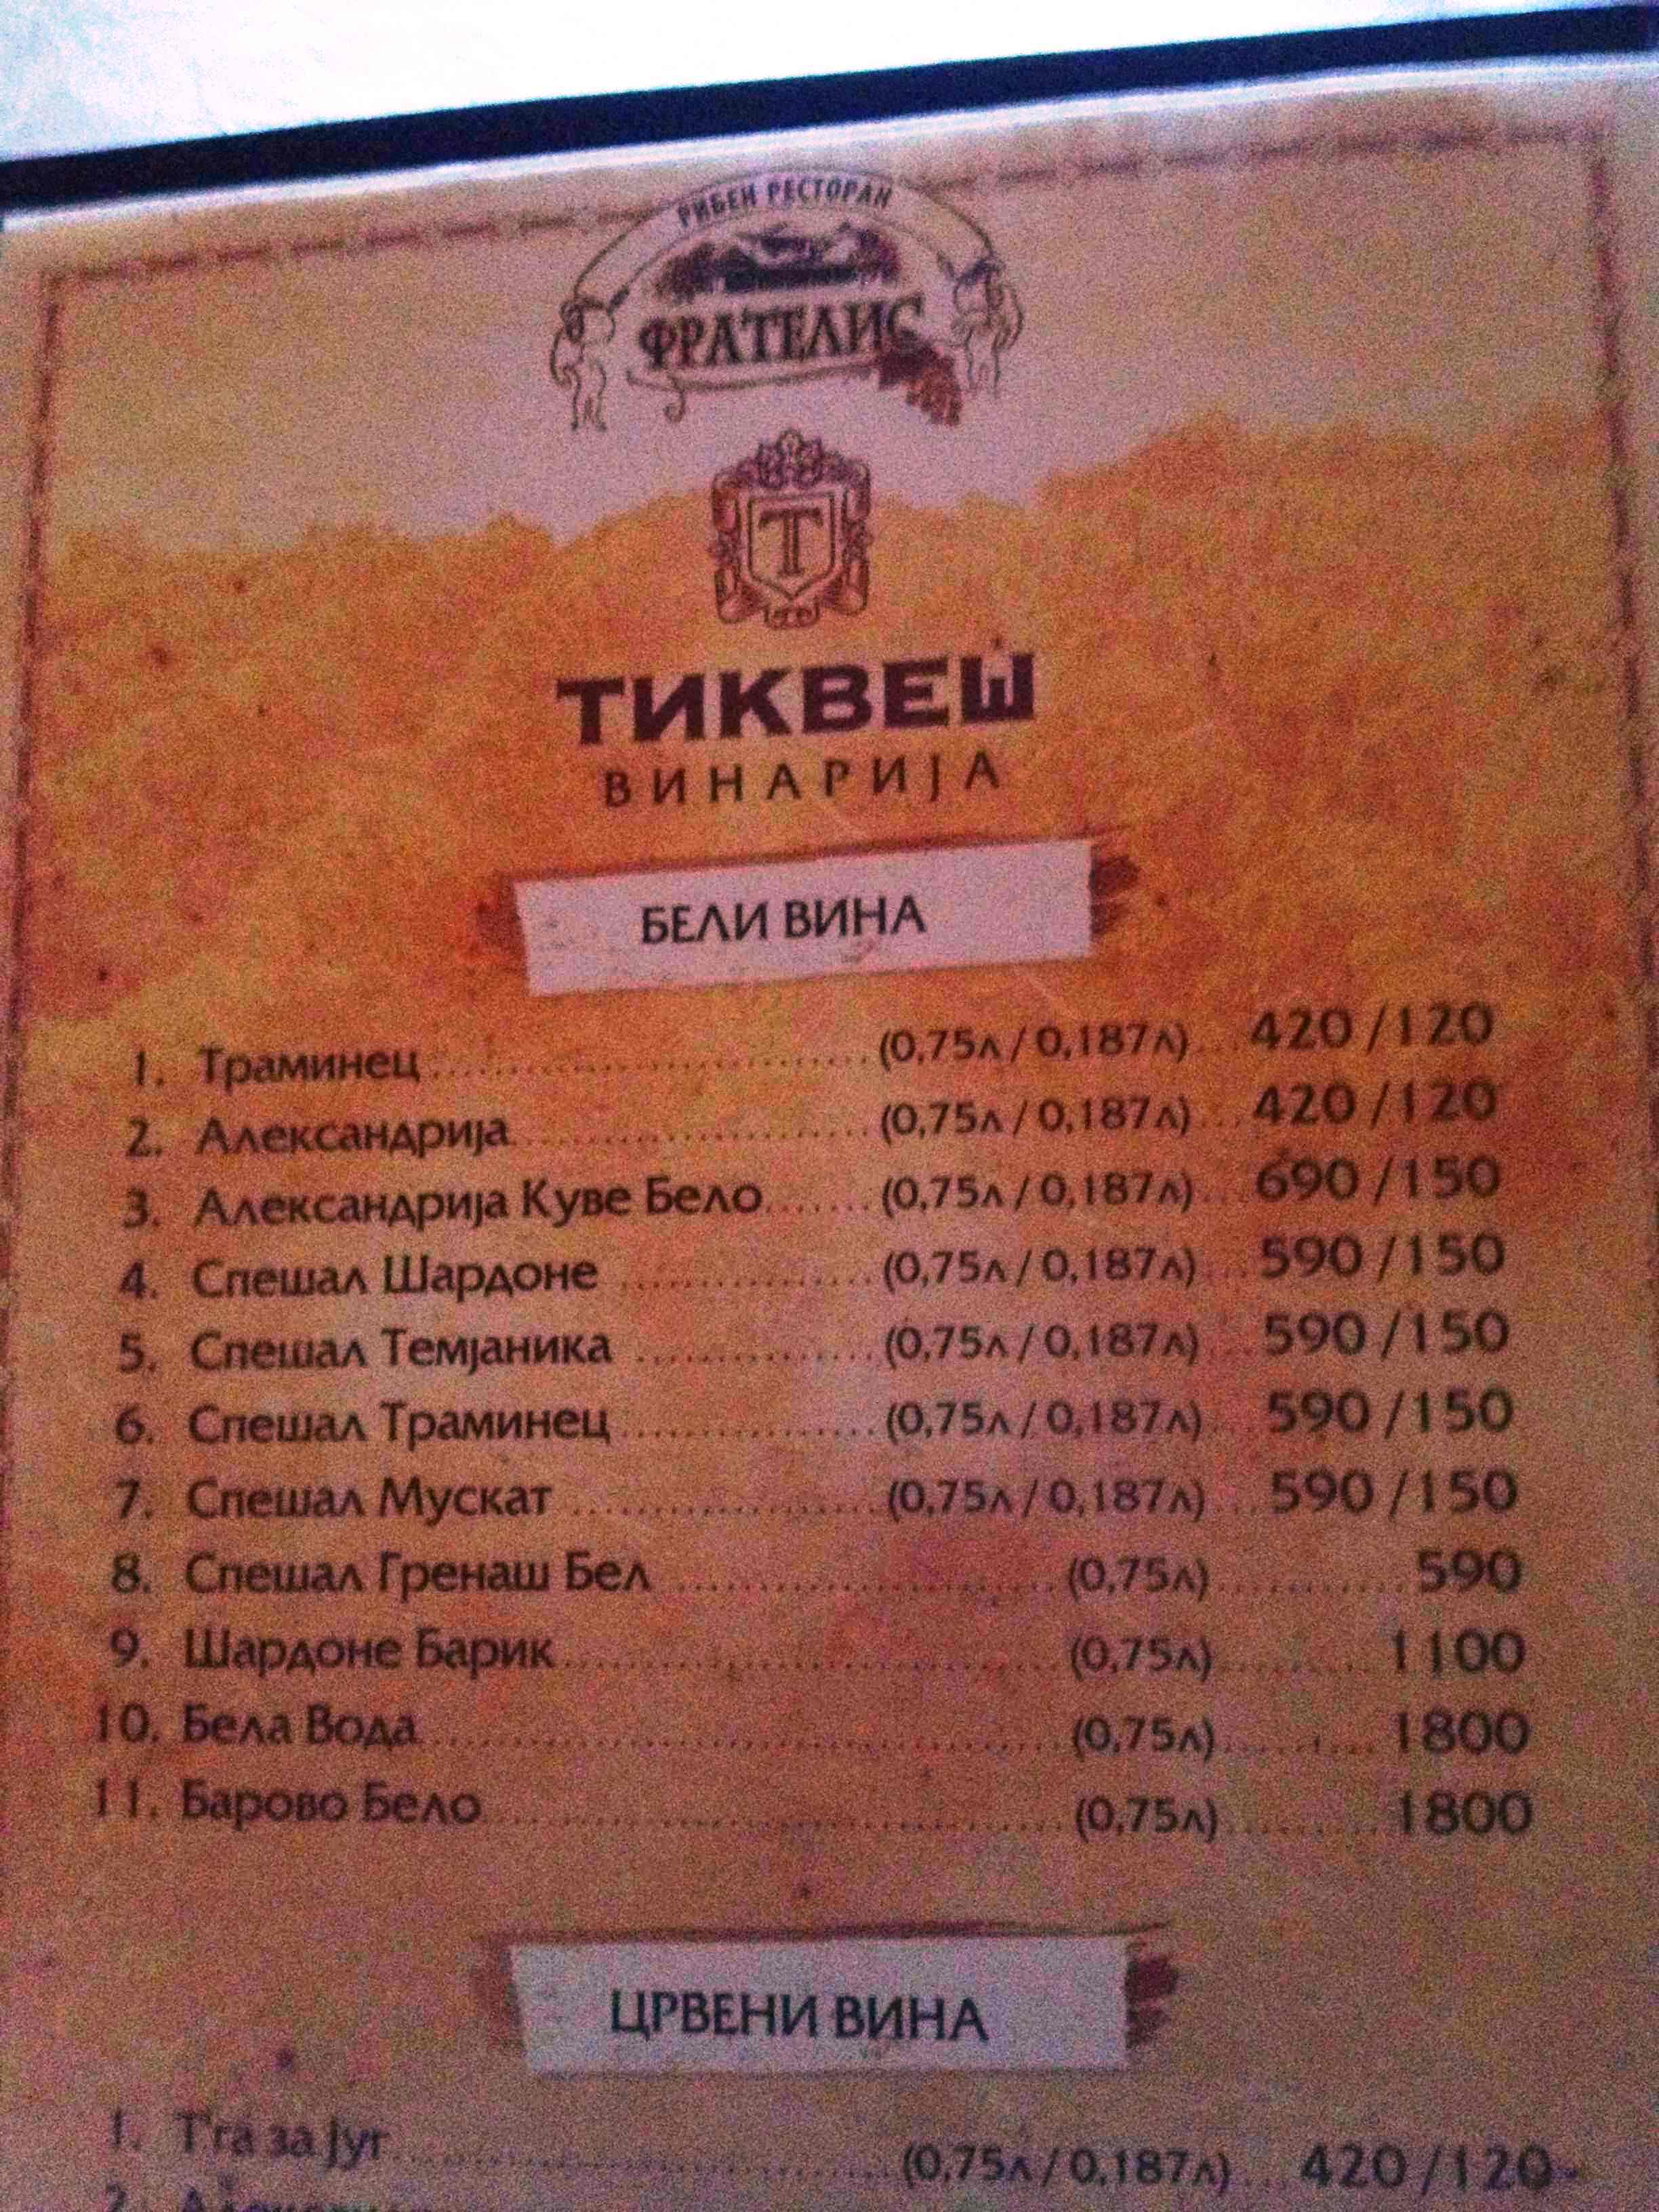 РИБЕН РЕСТОРАН
ФРАТЕЛИС
Т
ТИКВЕШ
ВИНАРИЈА
БЕЛИ ВИНА
1. Траминец (0,75л / 0,187л) 420 / 120
2. Александрија (0,75л / 0,187л) 420 / 120
3. Александрија Куве Бело (0,75л / 0,187л) 690 / 150
4. Спешал Шардоне (0,75л / 0,187л) 590 / 150
5. Спешал Темјаника (0,75л / 0,187л) 590 / 150
6. Спешал Траминец (0,75л / 0,187л) 590 / 150
7. Спешал Мускат (0,75л / 0,187л) 590 / 150
8. Спешал Гренаш Бел (0,75л) 590
9. Шардоне Барик (0,75л) 1100
10. Бела Вода (0,75л) 1800
11. Барово Бело (0,75л) 1800
ЦРВЕНИ ВИНА
1. Т'га за југ (0,75л / 0,187л) 420 / 120
2.